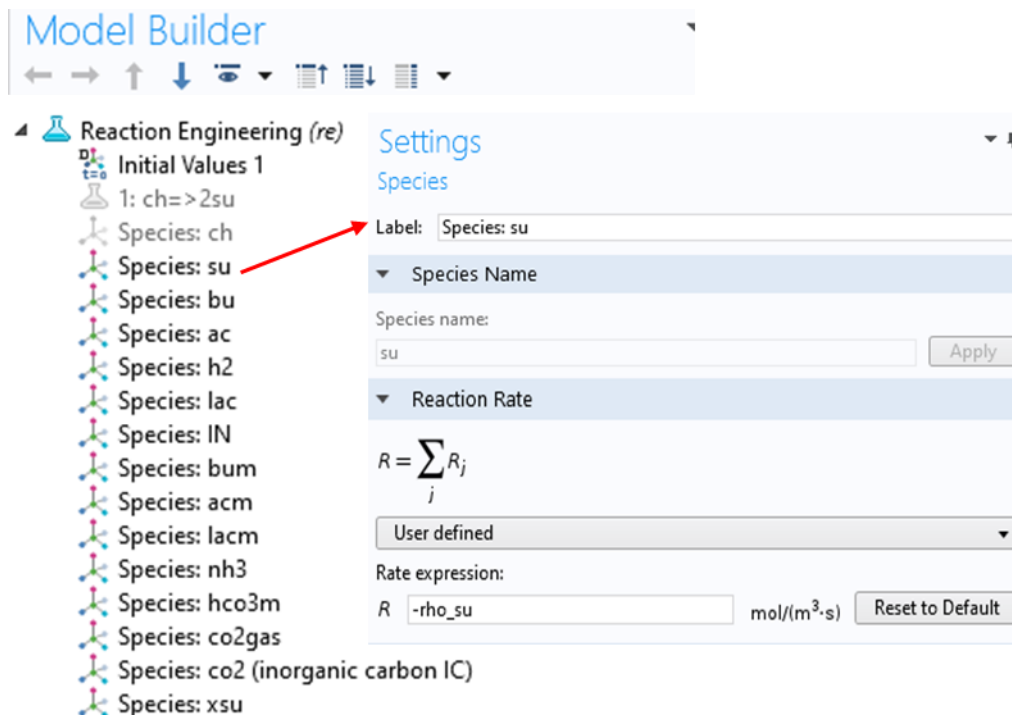 Model Builder
Reaction Engineering (re)
Initial Values 1
1: ch=>2su
Species: ch
Species: su
Species: bu
Species: ac
Species: h2
Species: lac
Species: IN
Species: bum
Species: acm
Species: lacm
Species: nh3
Species: hco3m
Species: co2gas
Species: co2 (inorganic carbon IC)
Species: xsu
Settings
Species
Label: Species: su
Species Name
Species name:
su Apply
Reaction Rate
R = ∑ Rj
j
User defined
Rate expression:
R -rho_su mol/(m³·s) Reset to Default